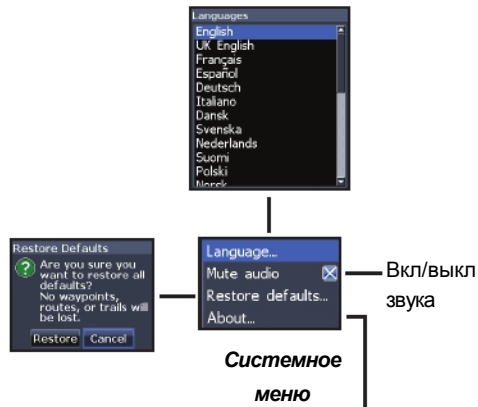 Languages
English
UK English
Français
Español
Deutsch
Italiano
Dansk
Svenska
Nederlands
Suomi
Polski
Norsk
Restore Defaults
Are you sure you
want to restore all
defaults?
No waypoints,
routes, or trails will
be lost.
Restore Cancel
Language...
Mute audio
Restore defaults...
About...
Вкл/выкл
звука
Системное
меню